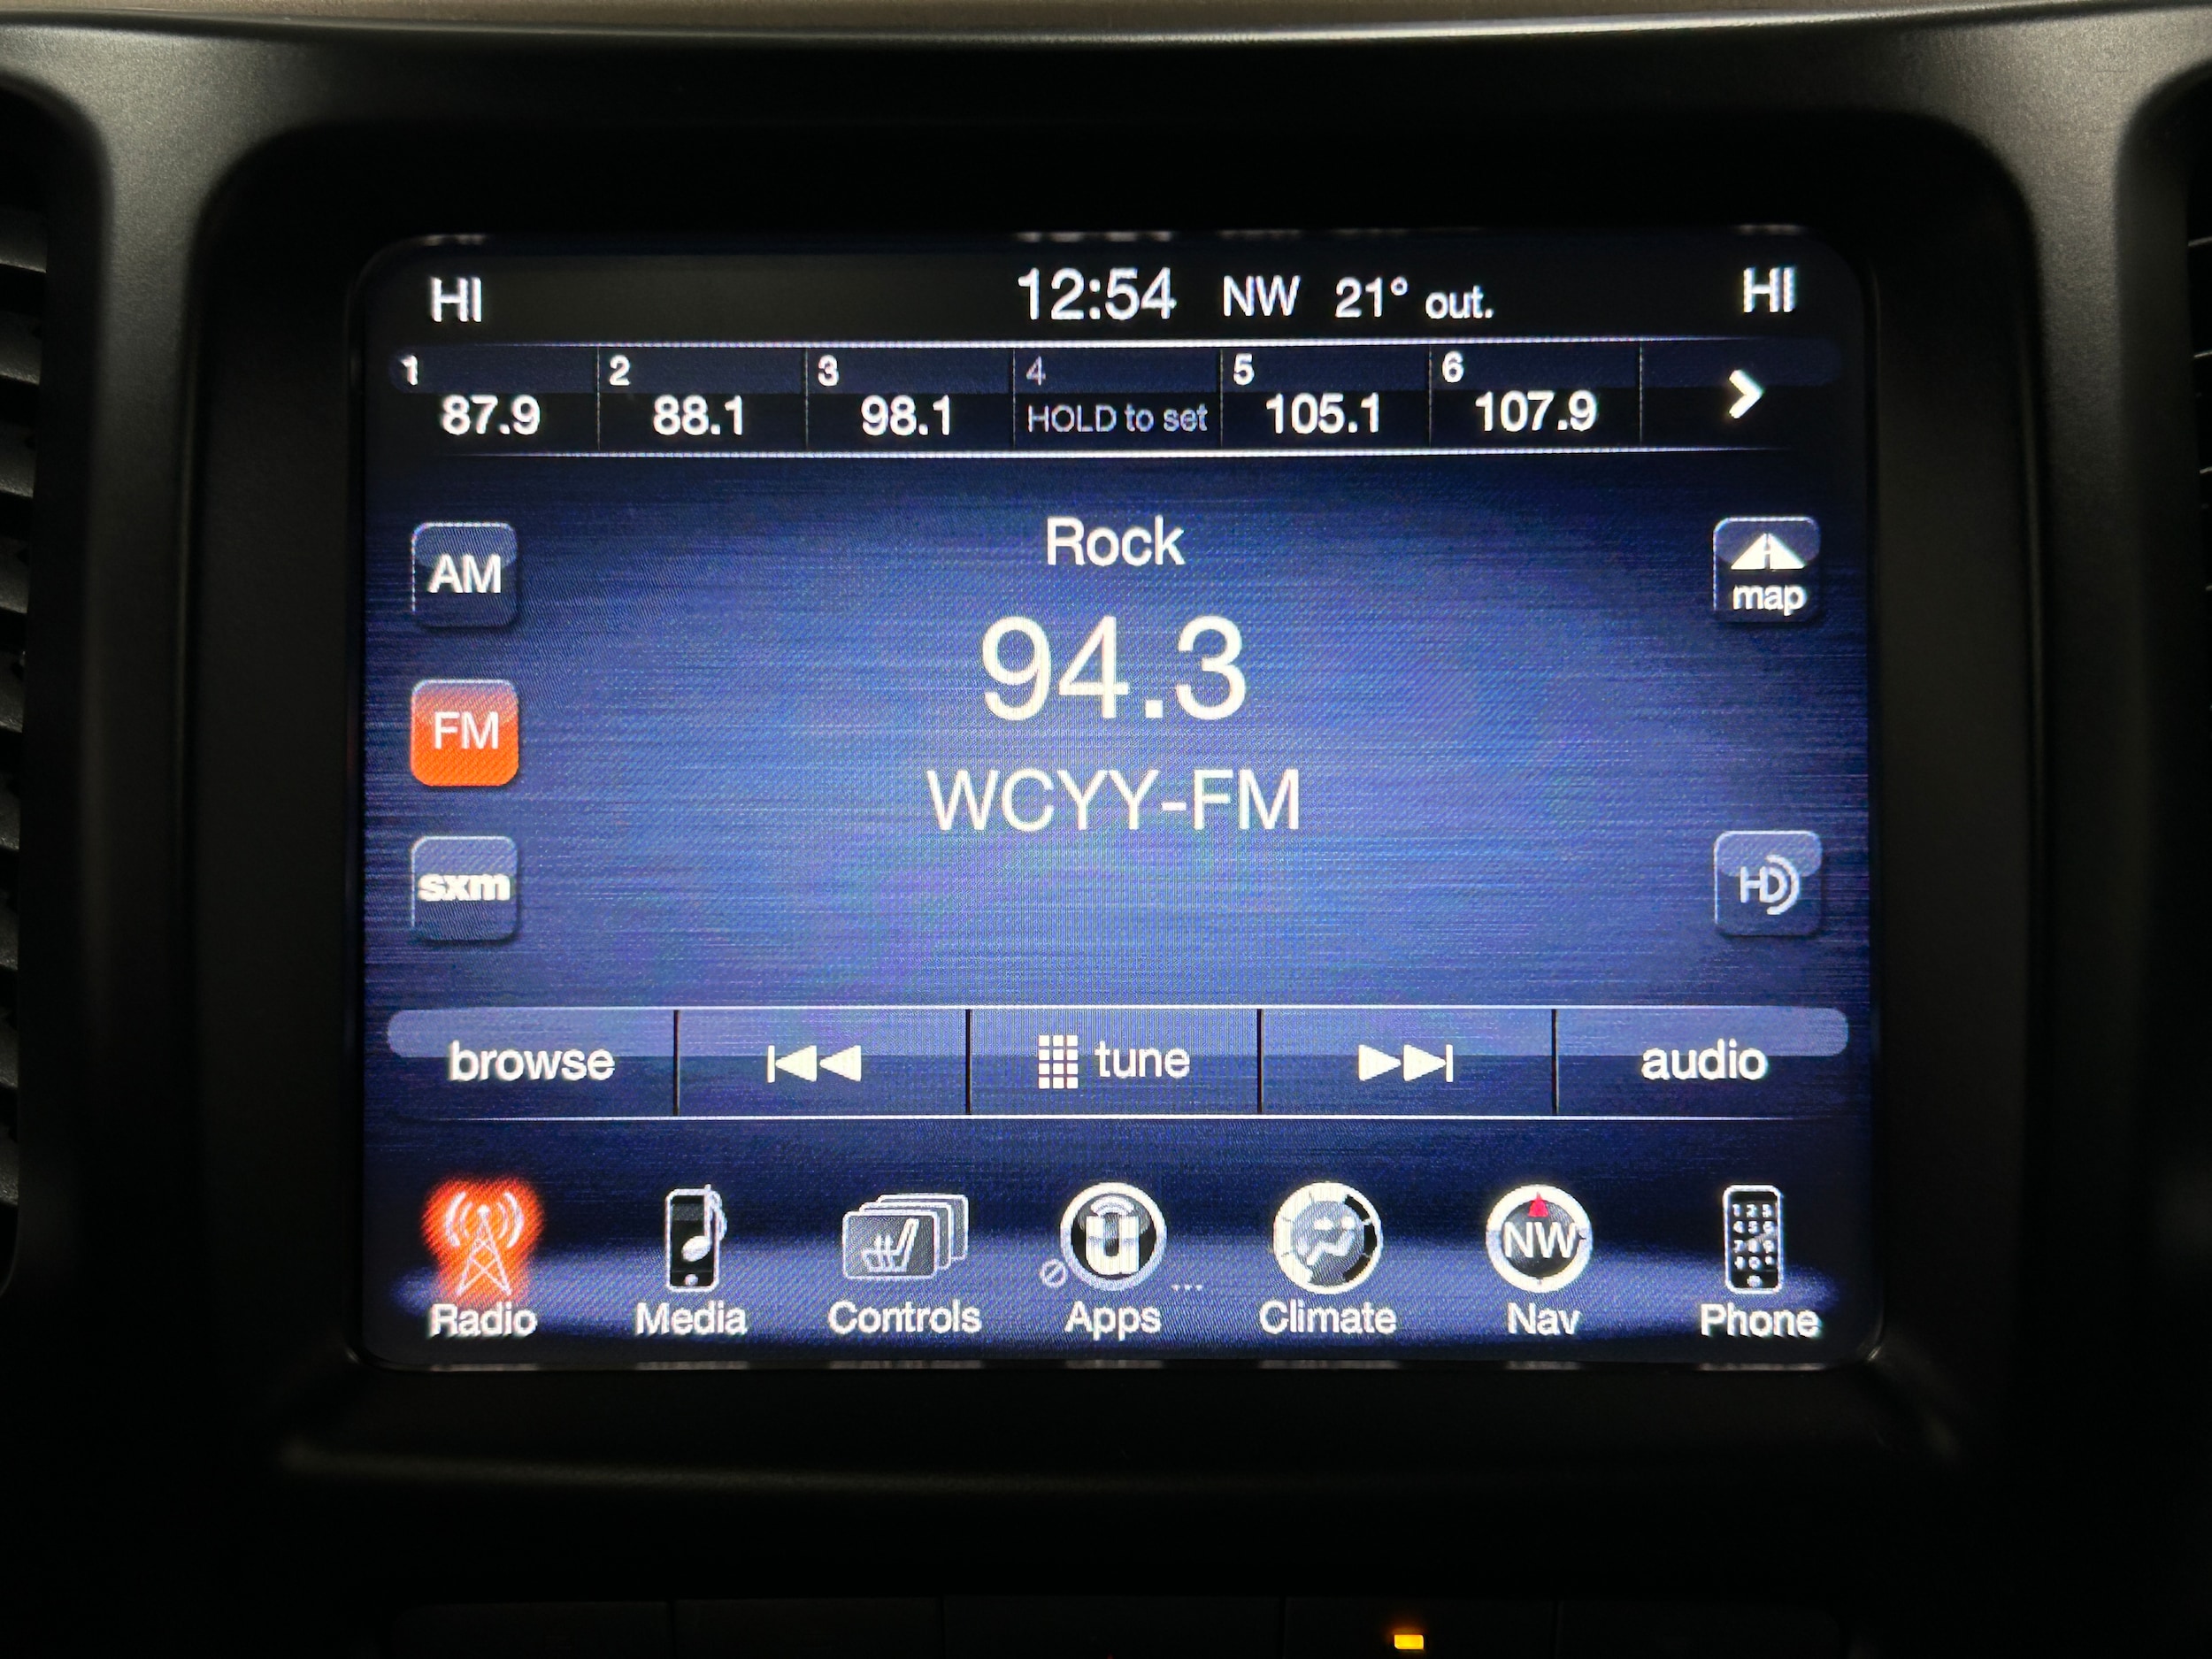 HI 12:54 NW 21° out. HI
1 2 3 4 5 6
87.9 88.1 98.1 HOLD to set 105.1 107.9
Rock
AM
map
94.3
FM
WCYY-FM
sxm
HD
browse tune audio
NW
Radio Media Controls Apps ... Climate Nav Phone